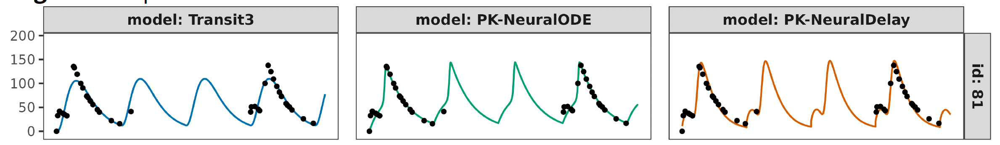 model: Transit3
model: PK-NeuralODE
model: PK-NeuralDelay
200
150
100
50
0
id: 81